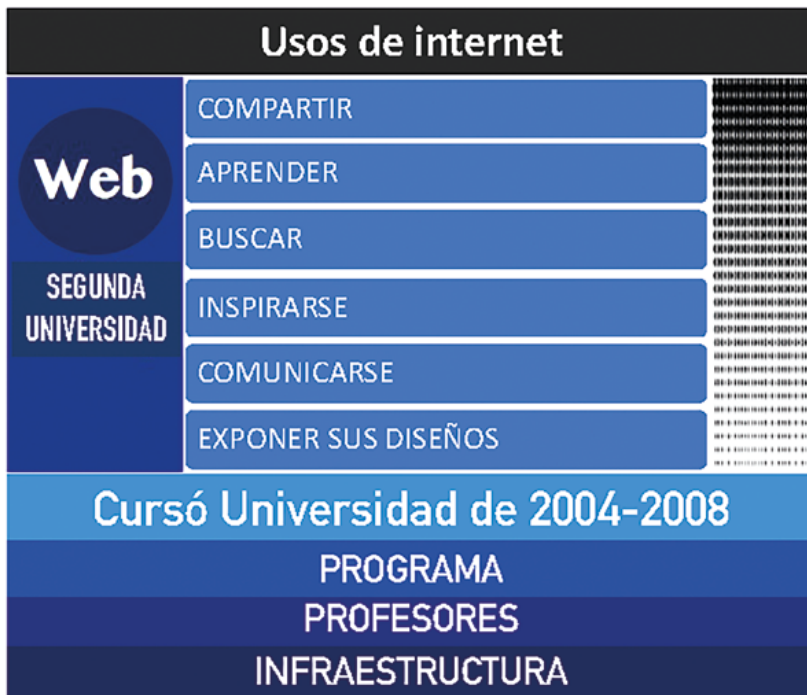 Usos de internet
Web
SEGUNDA
UNIVERSIDAD
COMPARTIR
APRENDER
BUSCAR
INSPIRARSE
COMUNICARSE
EXPONER SUS DISEÑOS
Cursó Universidad de 2004-2008
PROGRAMA
PROFESORES
INFRAESTRUCTURA